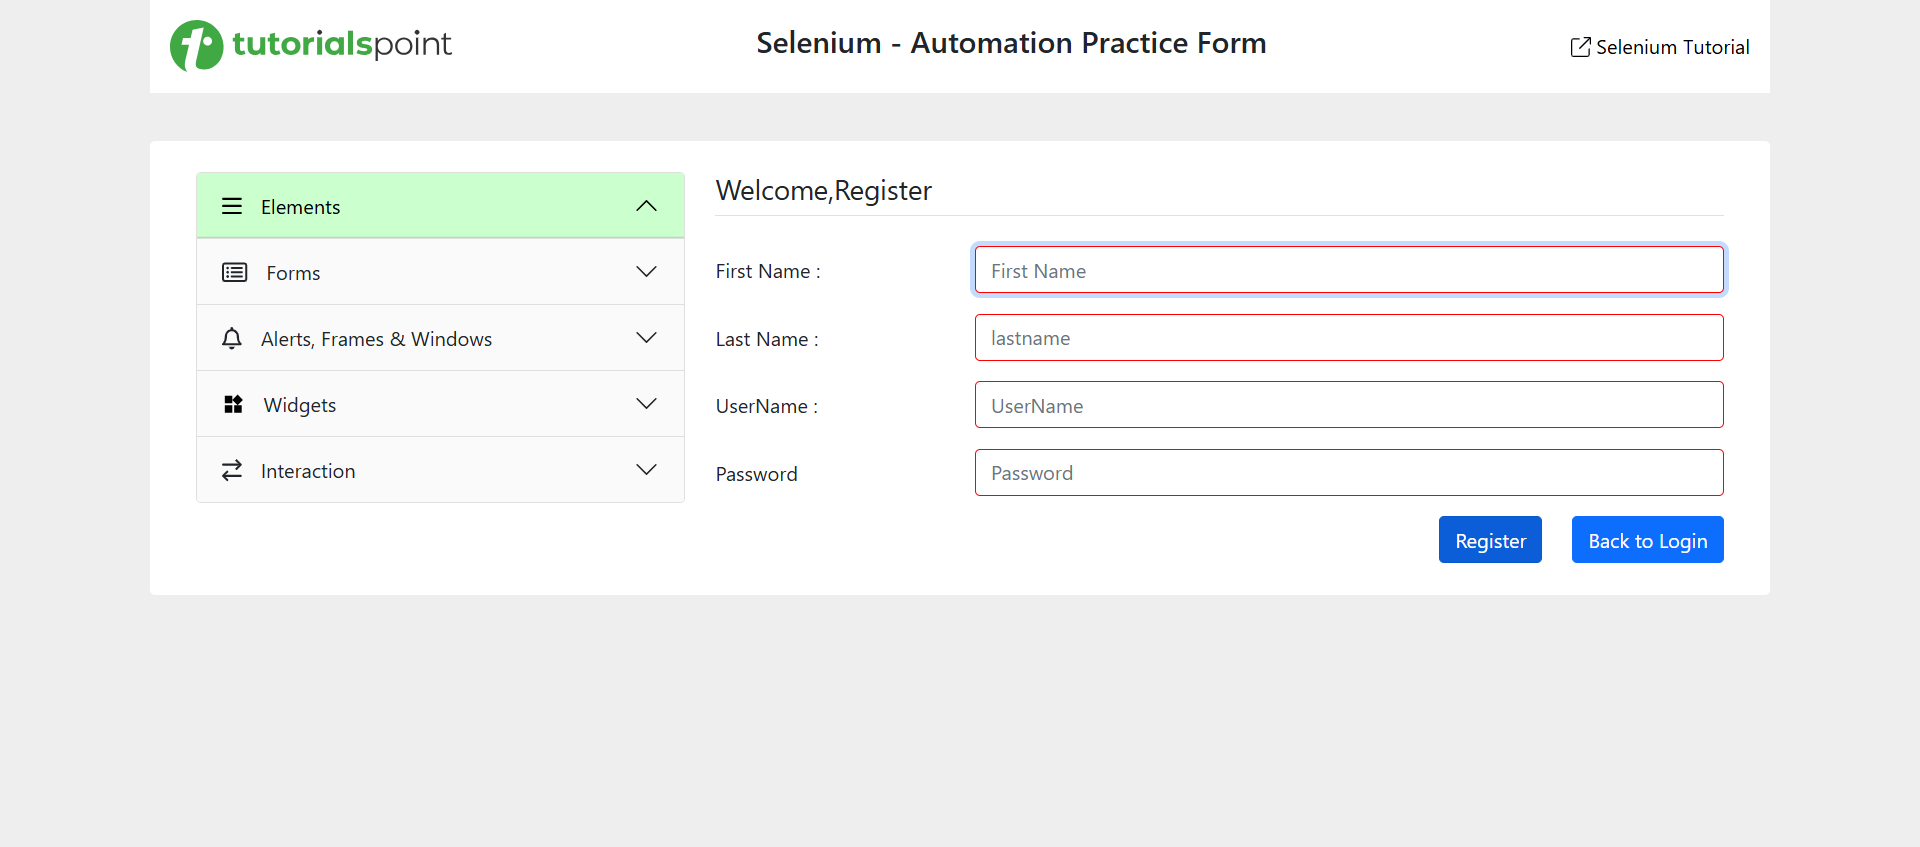 tutorialspoint
Selenium - Automation Practice Form
Selenium Tutorial
Elements
Forms
Alerts, Frames & Windows
Widgets
Interaction
Welcome,Register
First Name :
First Name
Last Name :
lastname
UserName :
UserName
Password
Password
Register
Back to Login